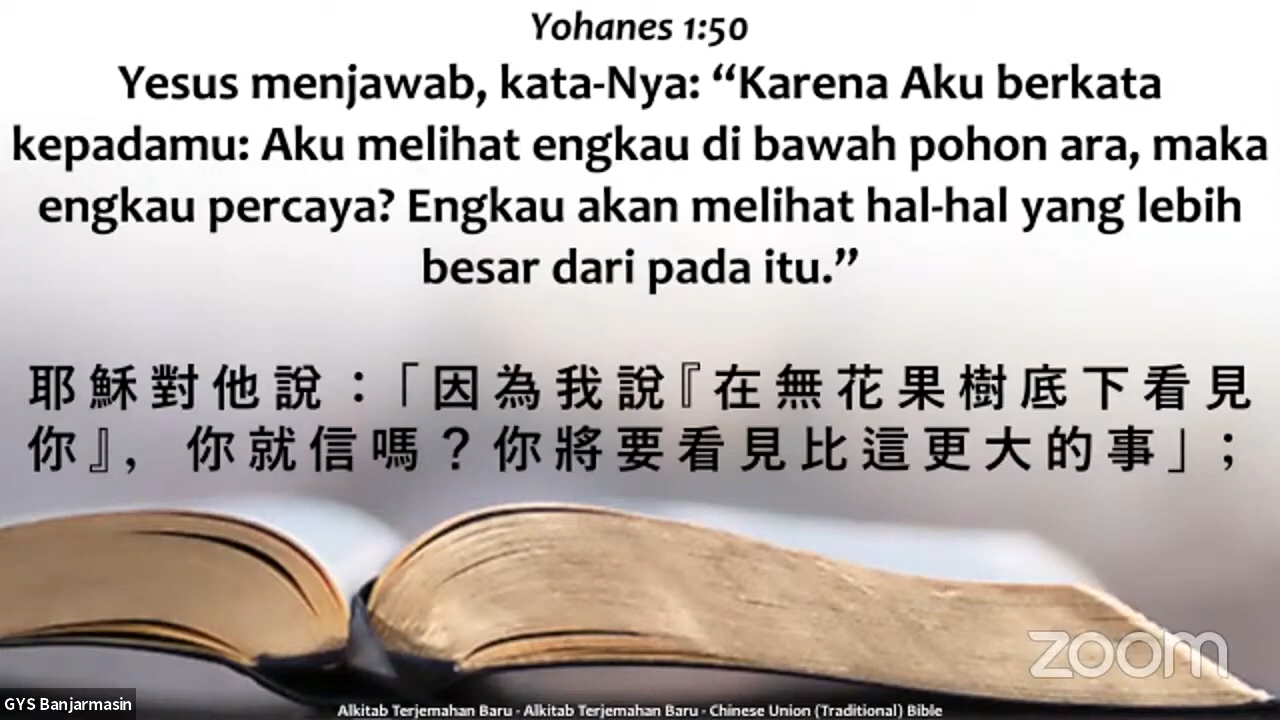 Yohanes 1:50
Yesus menjawab, kata-Nya: “Karena Aku berkata
kepadamu: Aku melihat engkau di bawah pohon ara, maka
engkau percaya? Engkau akan melihat hal-hal yang lebih
besar dari pada itu.”
耶穌對他說：「因為我說『在無花果樹底下看見
你』，你就信嗎？你將要看見比這更大的事」；
zoom
GYS Banjarmasin
Alkitab Terjemahan Baru - Alkitab Terjemahan Baru - Chinese Union (Traditional) Bible